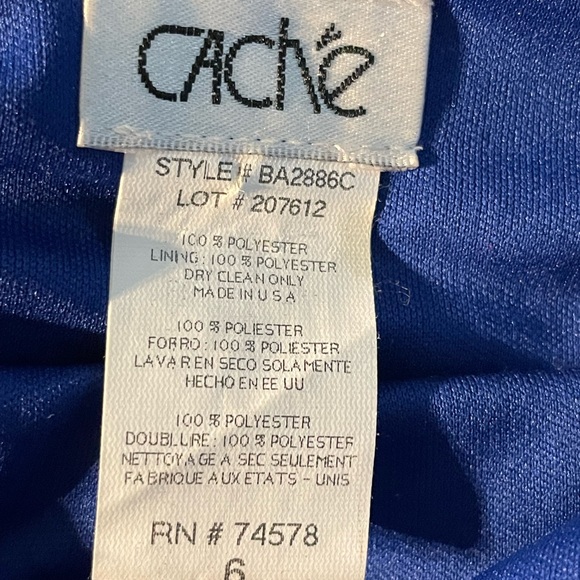 CACHé
STYLE # BA2886C
LOT # 207612
100 % POLYESTER
LINING: 100 % POLYESTER
DRY CLEAN ONLY
MADE IN U S A
100 % POLIESTER
FORRO: 100 % POLIESTER
LAVAR EN SECO SOLAMENTE
HECHO EN EE UU
100 % POLYESTER
DOUBLURE: 100 % POLYESTER
NETTOYAGE A SEC SEULEMENT
FABRIQUE AUX ETATS - UNIS
RN # 74578
6